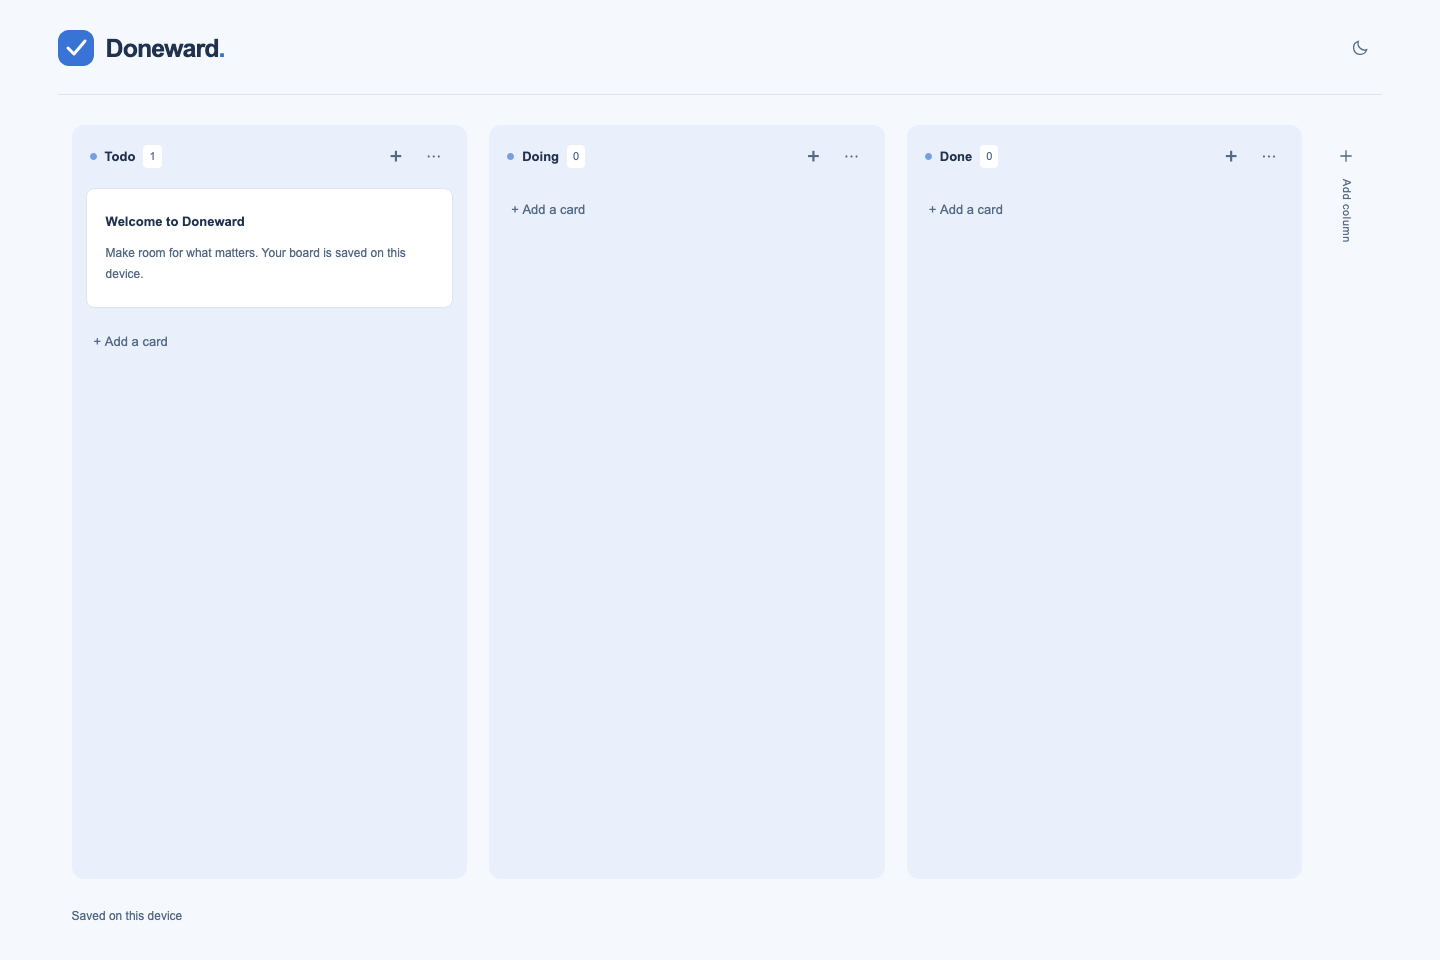 Doneward.
Todo 1
Welcome to Doneward
Make room for what matters. Your board is saved on this
device.
+ Add a card
Doing 0
+ Add a card
Done 0
+ Add a card
Add column
Saved on this device